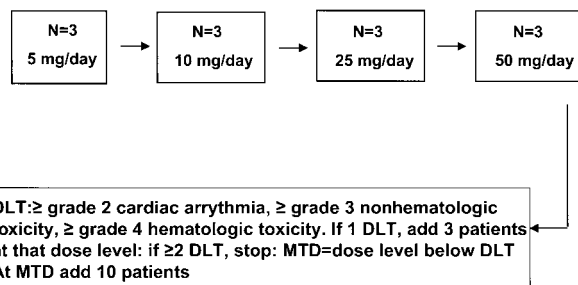 N=3
5 mg/day
N=3
10 mg/day
N=3
25 mg/day
N=3
50 mg/day
DLT:≥ grade 2 cardiac arrythmia, ≥ grade 3 nonhematologic
toxicity, ≥ grade 4 hematologic toxicity. If 1 DLT, add 3 patients
at that dose level: if ≥2 DLT, stop: MTD=dose level below DLT
At MTD add 10 patients